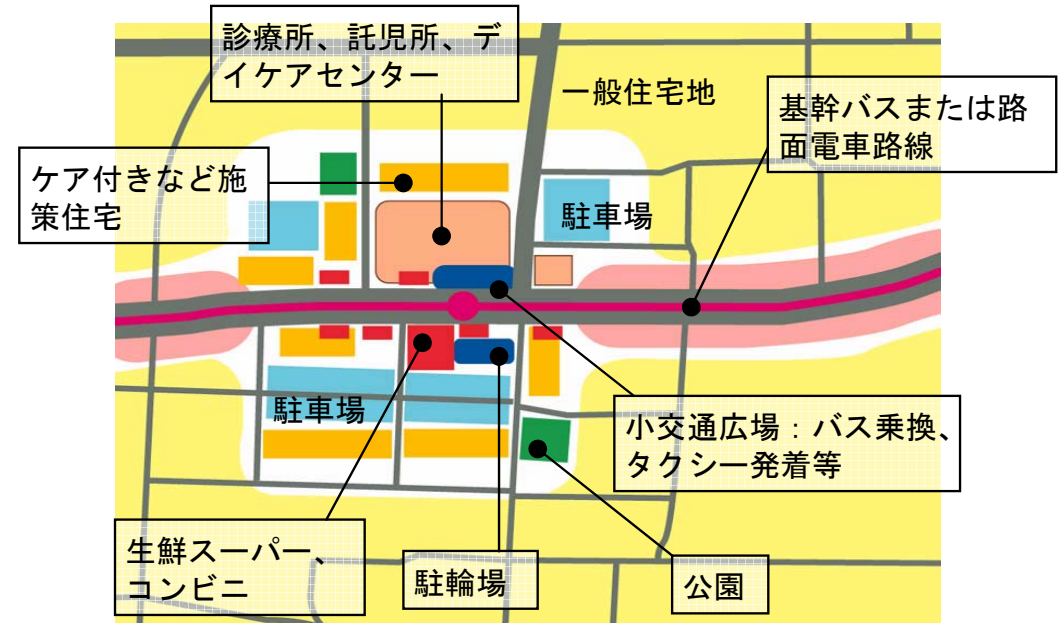 診療所、託児所、デ
イケアセンター
一般住宅地
基幹バスまたは路
面電車路線
ケア付きなど施
策住宅
駐車場
駐車場
小交通広場：バス乗換、
タクシー発着等
生鮮スーパー、
コンビニ
駐輪場
公園